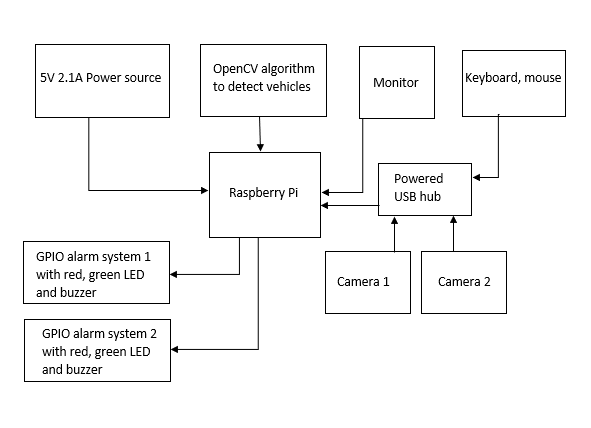 5V 2.1A Power source
OpenCV algorithm
to detect vehicles
Monitor
Keyboard, mouse
Raspberry Pi
Powered
USB hub
GPIO alarm system 1
with red, green LED
and buzzer
Camera 1
Camera 2
GPIO alarm system 2
with red, green LED
and buzzer